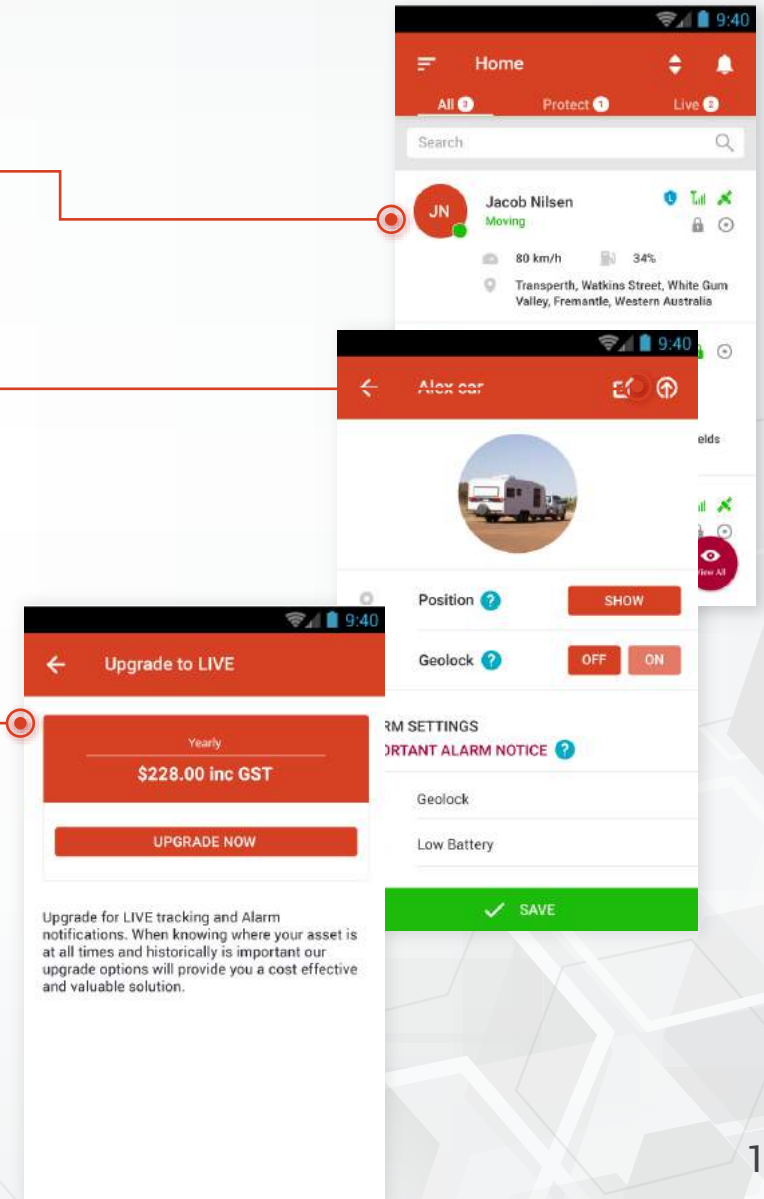 9:40
Home
All 3
Protect 1
Live 2
Search
JN
Jacob Nilsen
Moving
L
80 km/h
34%
Transperth, Watkins Street, White Gum
Valley, Fremantle, Western Australia
elds
View All
9:40
Alex car
Position ?
SHOW
Geolock ?
OFF
ON
RM SETTINGS
ORTANT ALARM NOTICE ?
Geolock
Low Battery
SAVE
9:40
Upgrade to LIVE
Yearly
$228.00 inc GST
UPGRADE NOW
Upgrade for LIVE tracking and Alarm
notifications. When knowing where your asset is
at all times and historically is important our
upgrade options will provide you a cost effective
and valuable solution.
1